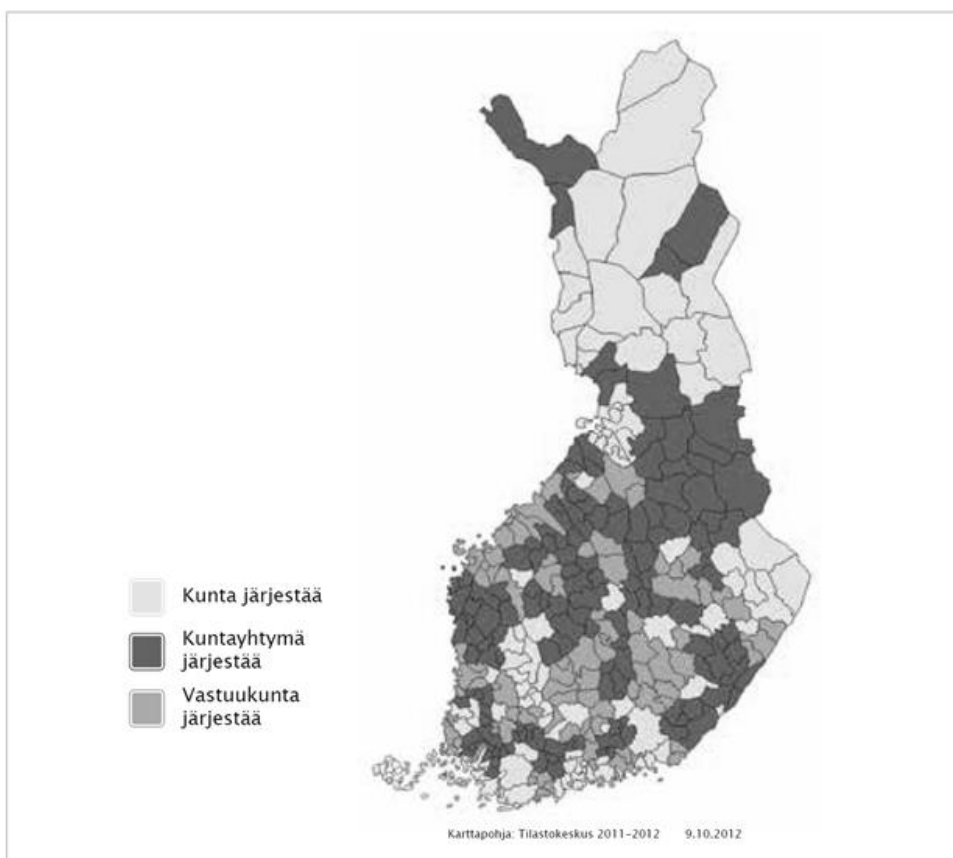 Kunta järjestää
Kuntayhtymä
järjestää
Vastuukunta
järjestää
Karttapohja: Tilastokeskus 2011-2012 9.10.2012